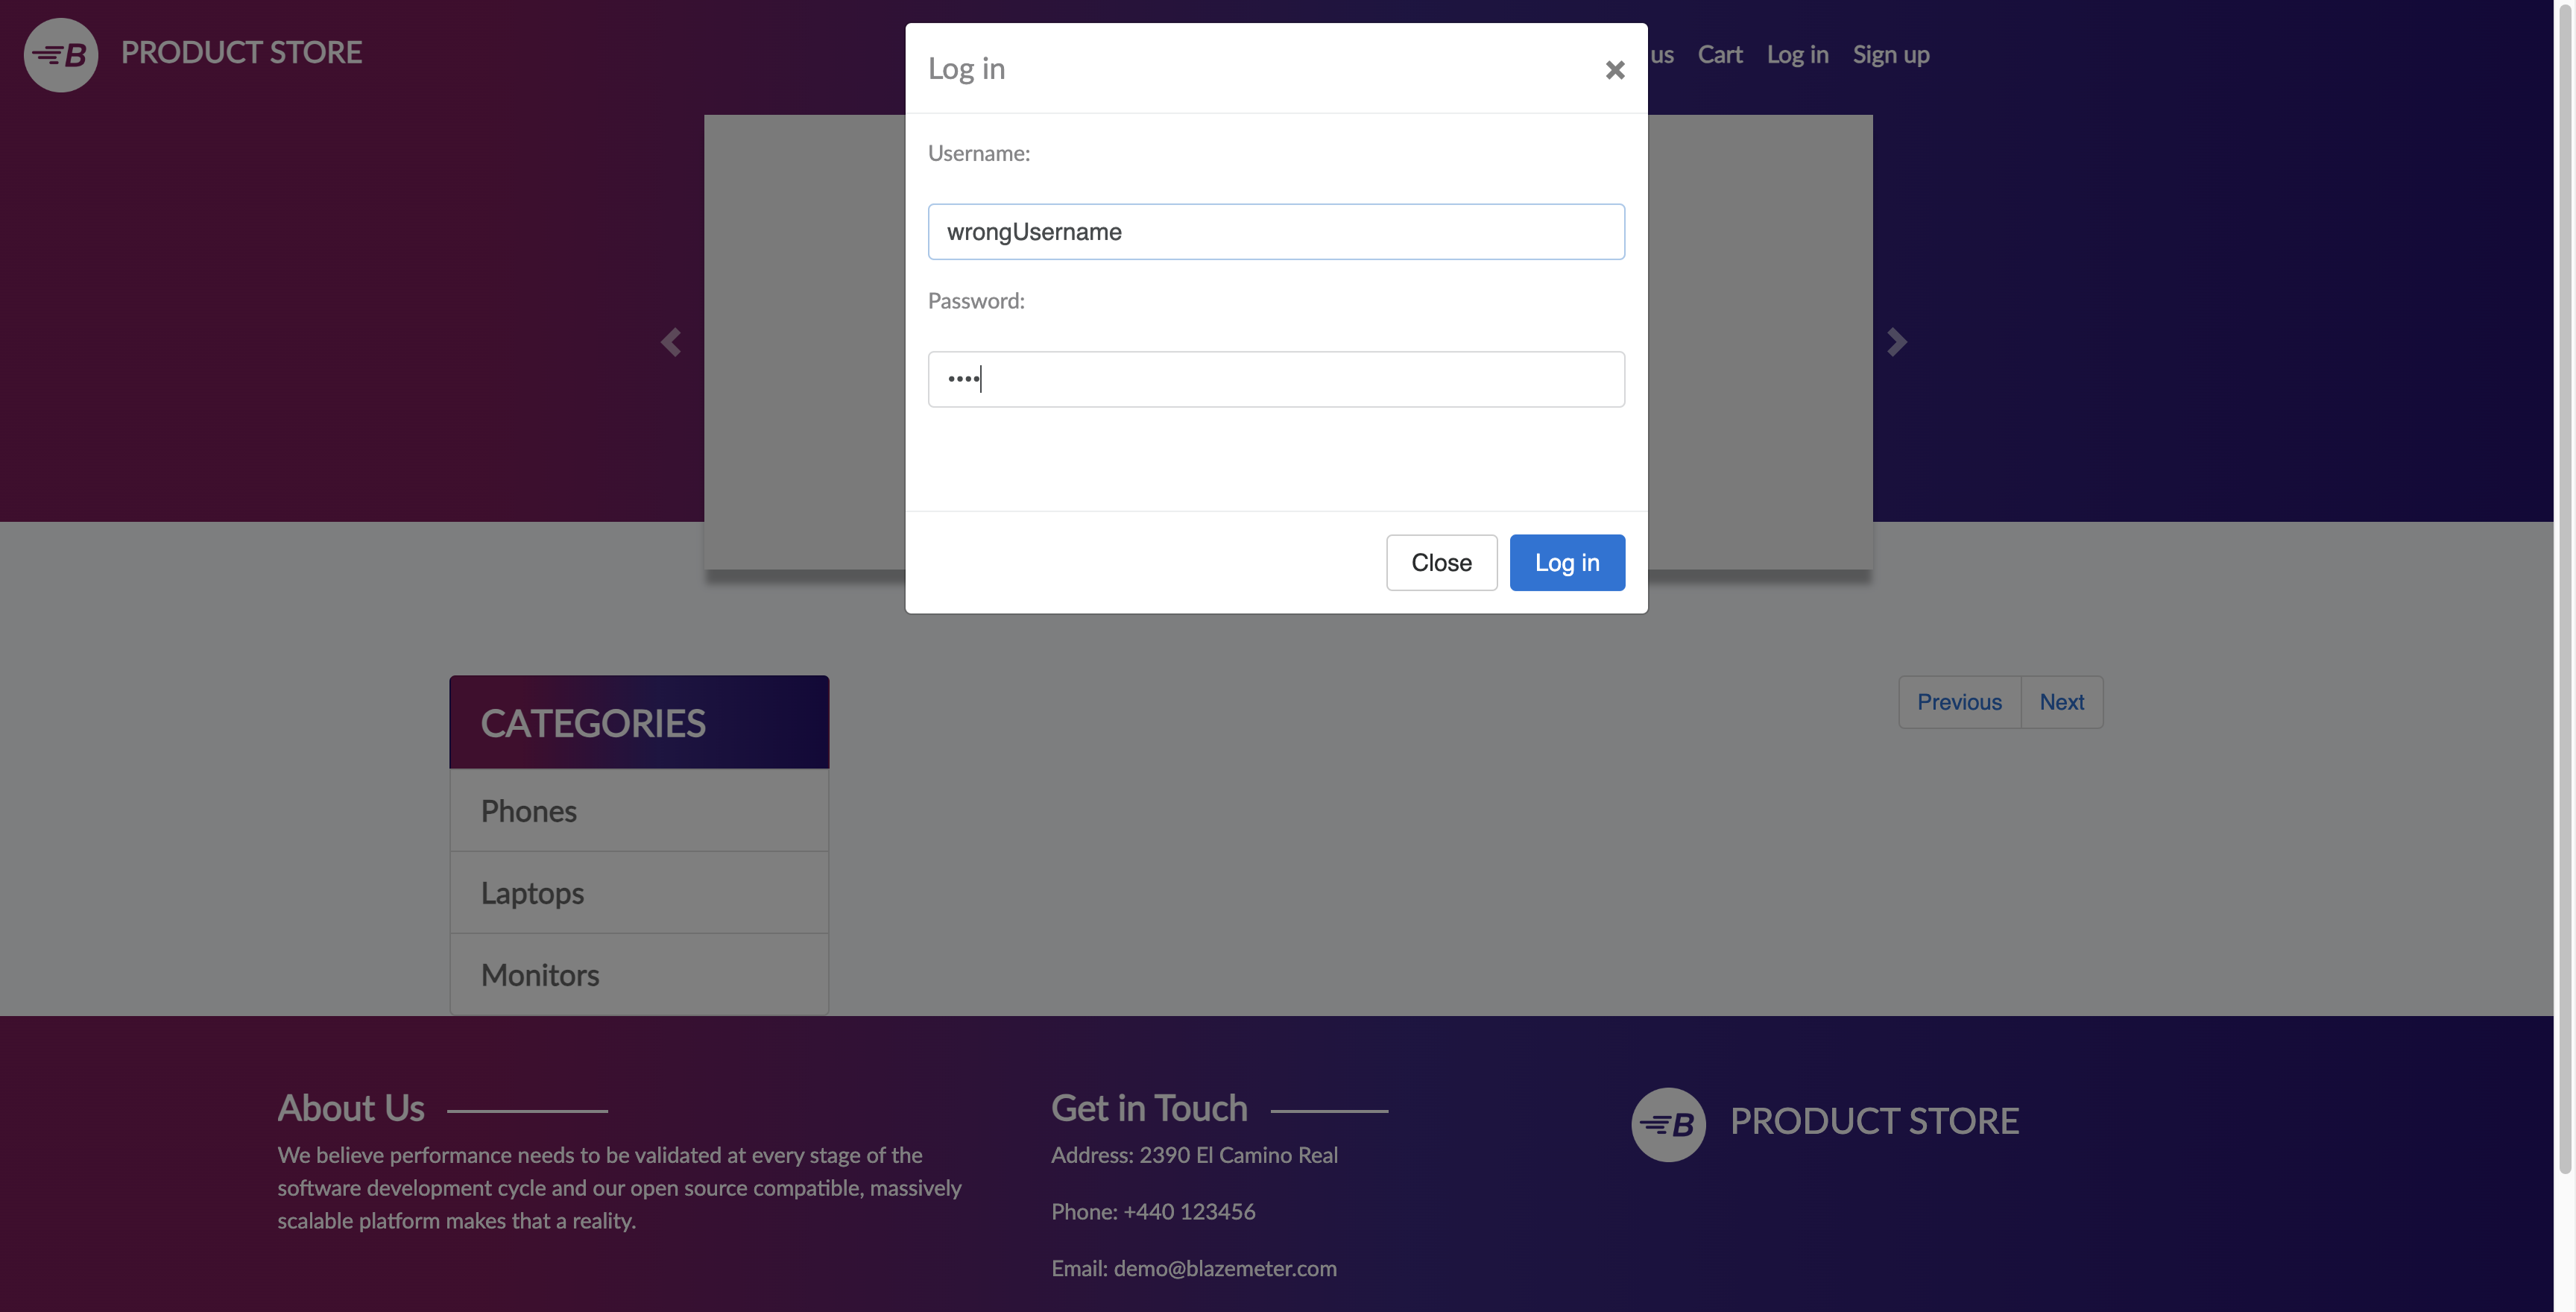 B PRODUCT STORE
us Cart Log in Sign up
Log in
Username:
wrongUsername
Password:
••••
Close Log in
CATEGORIES
Phones
Laptops
Monitors
Previous Next
About Us
We believe performance needs to be validated at every stage of the
software development cycle and our open source compatible, massively
scalable platform makes that a reality.
Get in Touch
Address: 2390 El Camino Real
Phone: +440 123456
Email: demo@blazemeter.com
B PRODUCT STORE